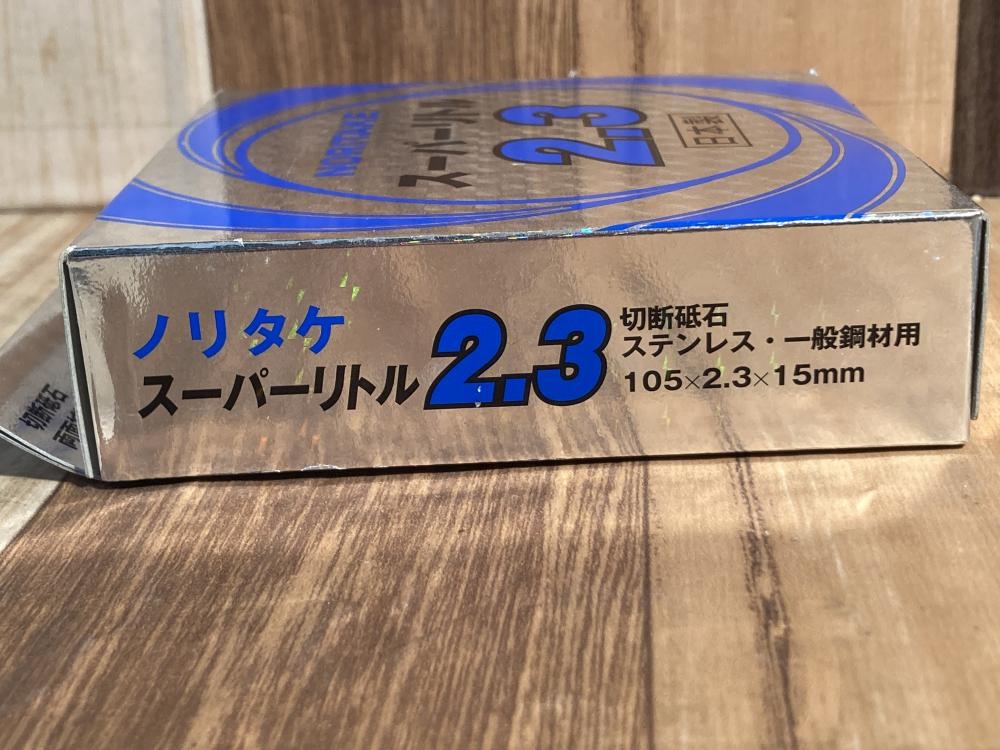 NORITAKE
スーパーリトル
2.3
日本製
ノリタケ
スーパーリトル 2.3
切断砥石
ステンレス・一般鋼材用
105×2.3×15mm
切断砥石